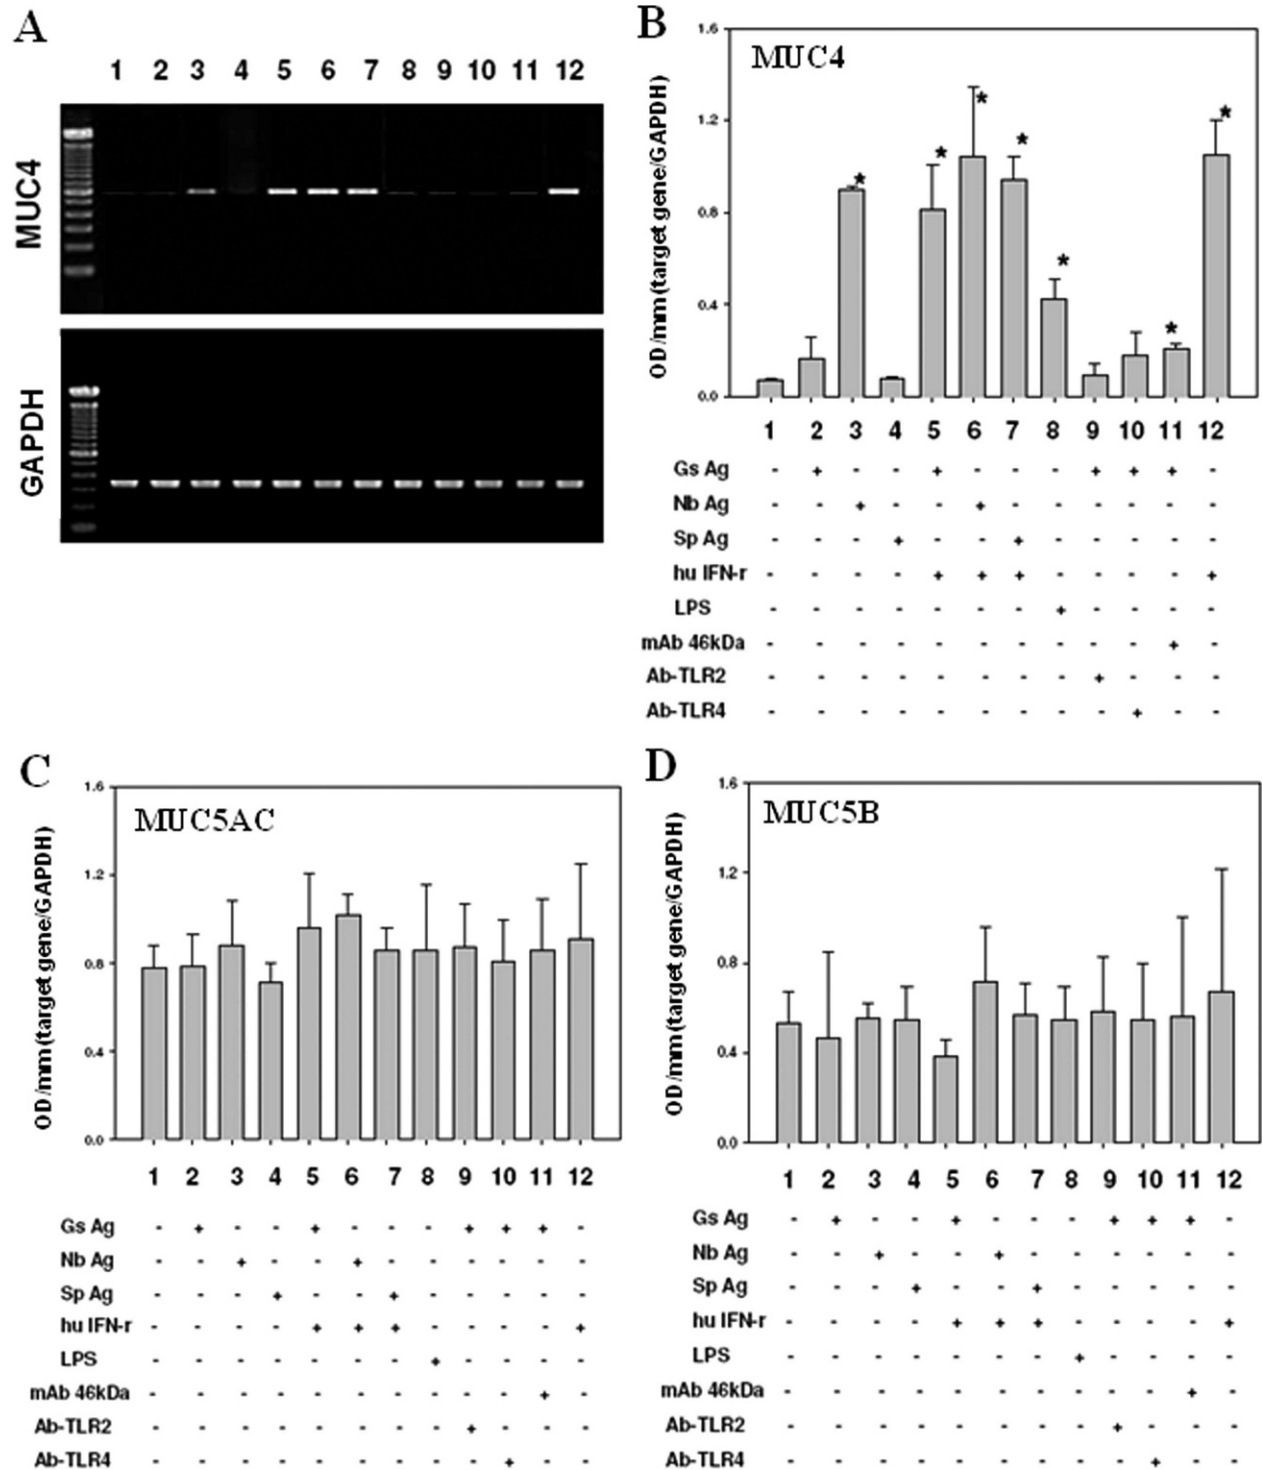 A
1 2 3 4 5 6 7 8 9 10 11 12
MUC4
GAPDH
B
MUC4
OD/mm(target gene/GAPDH)
1.6
1.2
0.8
0.4
0.0
* * * * * * *
1 2 3 4 5 6 7 8 9 10 11 12
Gs Ag - + - - + - - - + + + -
Nb Ag - - + - - + - - - - - -
Sp Ag - - - + - - + - - - - -
hu IFN-r - - - - + + + - - - - +
LPS - - - - - - - + - - - -
mAb 46kDa - - - - - - - - - - + -
Ab-TLR2 - - - - - - - - + - - -
Ab-TLR4 - - - - - - - - - + - -
C
MUC5AC
OD/mm(target gene/GAPDH)
1.6
1.2
0.8
0.4
0.0
1 2 3 4 5 6 7 8 9 10 11 12
Gs Ag - + - - + - - - + + + -
Nb Ag - - + - - + - - - - - -
Sp Ag - - - + - - + - - - - -
hu IFN-r - - - - + + + - - - - +
LPS - - - - - - - + - - - -
mAb 46kDa - - - - - - - - - - + -
Ab-TLR2 - - - - - - - - + - - -
Ab-TLR4 - - - - - - - - - + - -
D
MUC5B
OD/mm(target gene/GAPDH)
1.6
1.2
0.8
0.4
0.0
1 2 3 4 5 6 7 8 9 10 11 12
Gs Ag - + - - + - - - + + + -
Nb Ag - - + - - + - - - - - -
Sp Ag - - - + - - + - - - - -
hu IFN-r - - - - + + + - - - - +
LPS - - - - - - - + - - - -
mAb 46kDa - - - - - - - - - - + -
Ab-TLR2 - - - - - - - - + - - -
Ab-TLR4 - - - - - - - - - + - -